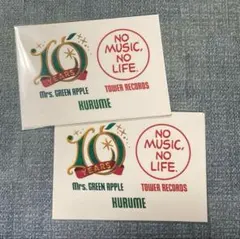 10
YEARS
Mrs. GREEN APPLE
NO
MUSIC,
NO
LIFE.
TOWER RECORDS
KURUME
10
YEARS
Mrs. GREEN APPLE
NO
MUSIC,
NO
LIFE.
TOWER RECORDS
KURUME